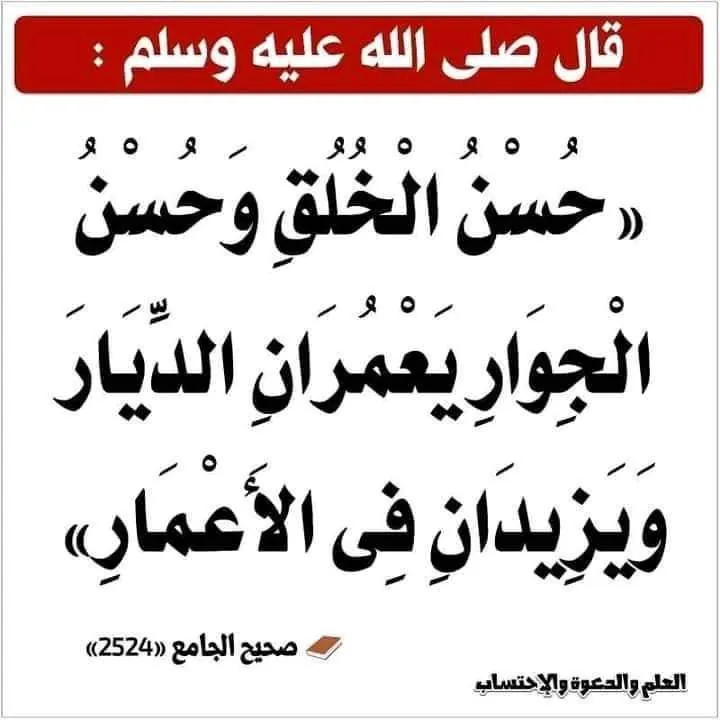 قال صلى الله عليه وسلم :
« حُسْنُ الْخُلُقِ وَحُسْنُ
الْجِوَارِ يَعْمُرَانِ الدِّيَارَ
وَيَزِيدَانِ فِى الأَعْمَارِ»
صحيح الجامع «2524»
العلم والدعوة والإحتساب